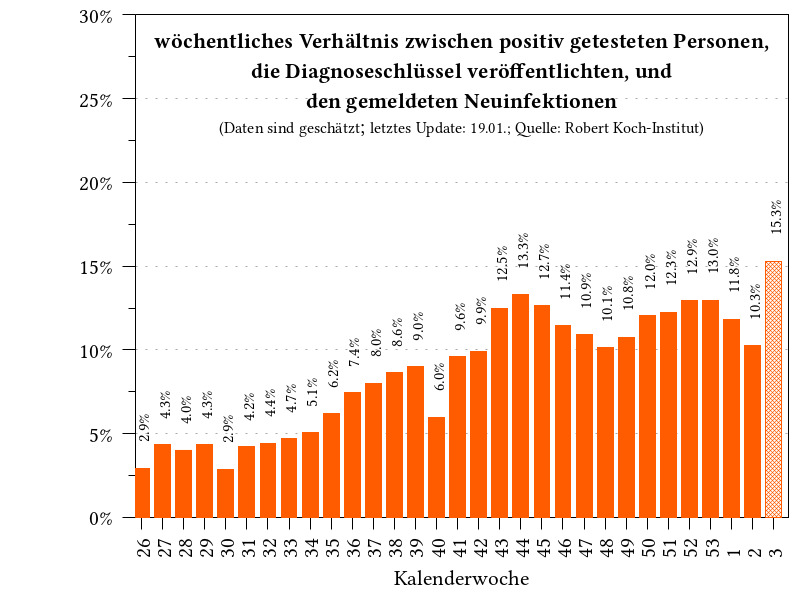 30%
wöchentliches Verhältnis zwischen positiv getesteten Personen,
die Diagnoseschlüssel veröffentlichten, und
25%
den gemeldeten Neuinfektionen
(Daten sind geschätzt; letztes Update: 19.01.; Quelle: Robert Koch-Institut)
20%
15%
10%
5%
0%
2.9% 4.3% 4.0% 4.3% 2.9% 4.2% 4.4% 4.7% 5.1% 6.2% 7.4% 8.0% 8.6% 9.0% 6.0% 9.6% 9.9% 12.5% 13.3% 12.7% 11.4% 10.9% 10.1% 10.8% 12.0% 12.3% 12.9% 13.0% 11.8% 10.3% 15.3%
26 27 28 29 30 31 32 33 34 35 36 37 38 39 40 41 42 43 44 45 46 47 48 49 50 51 52 53 1 2 3
Kalenderwoche